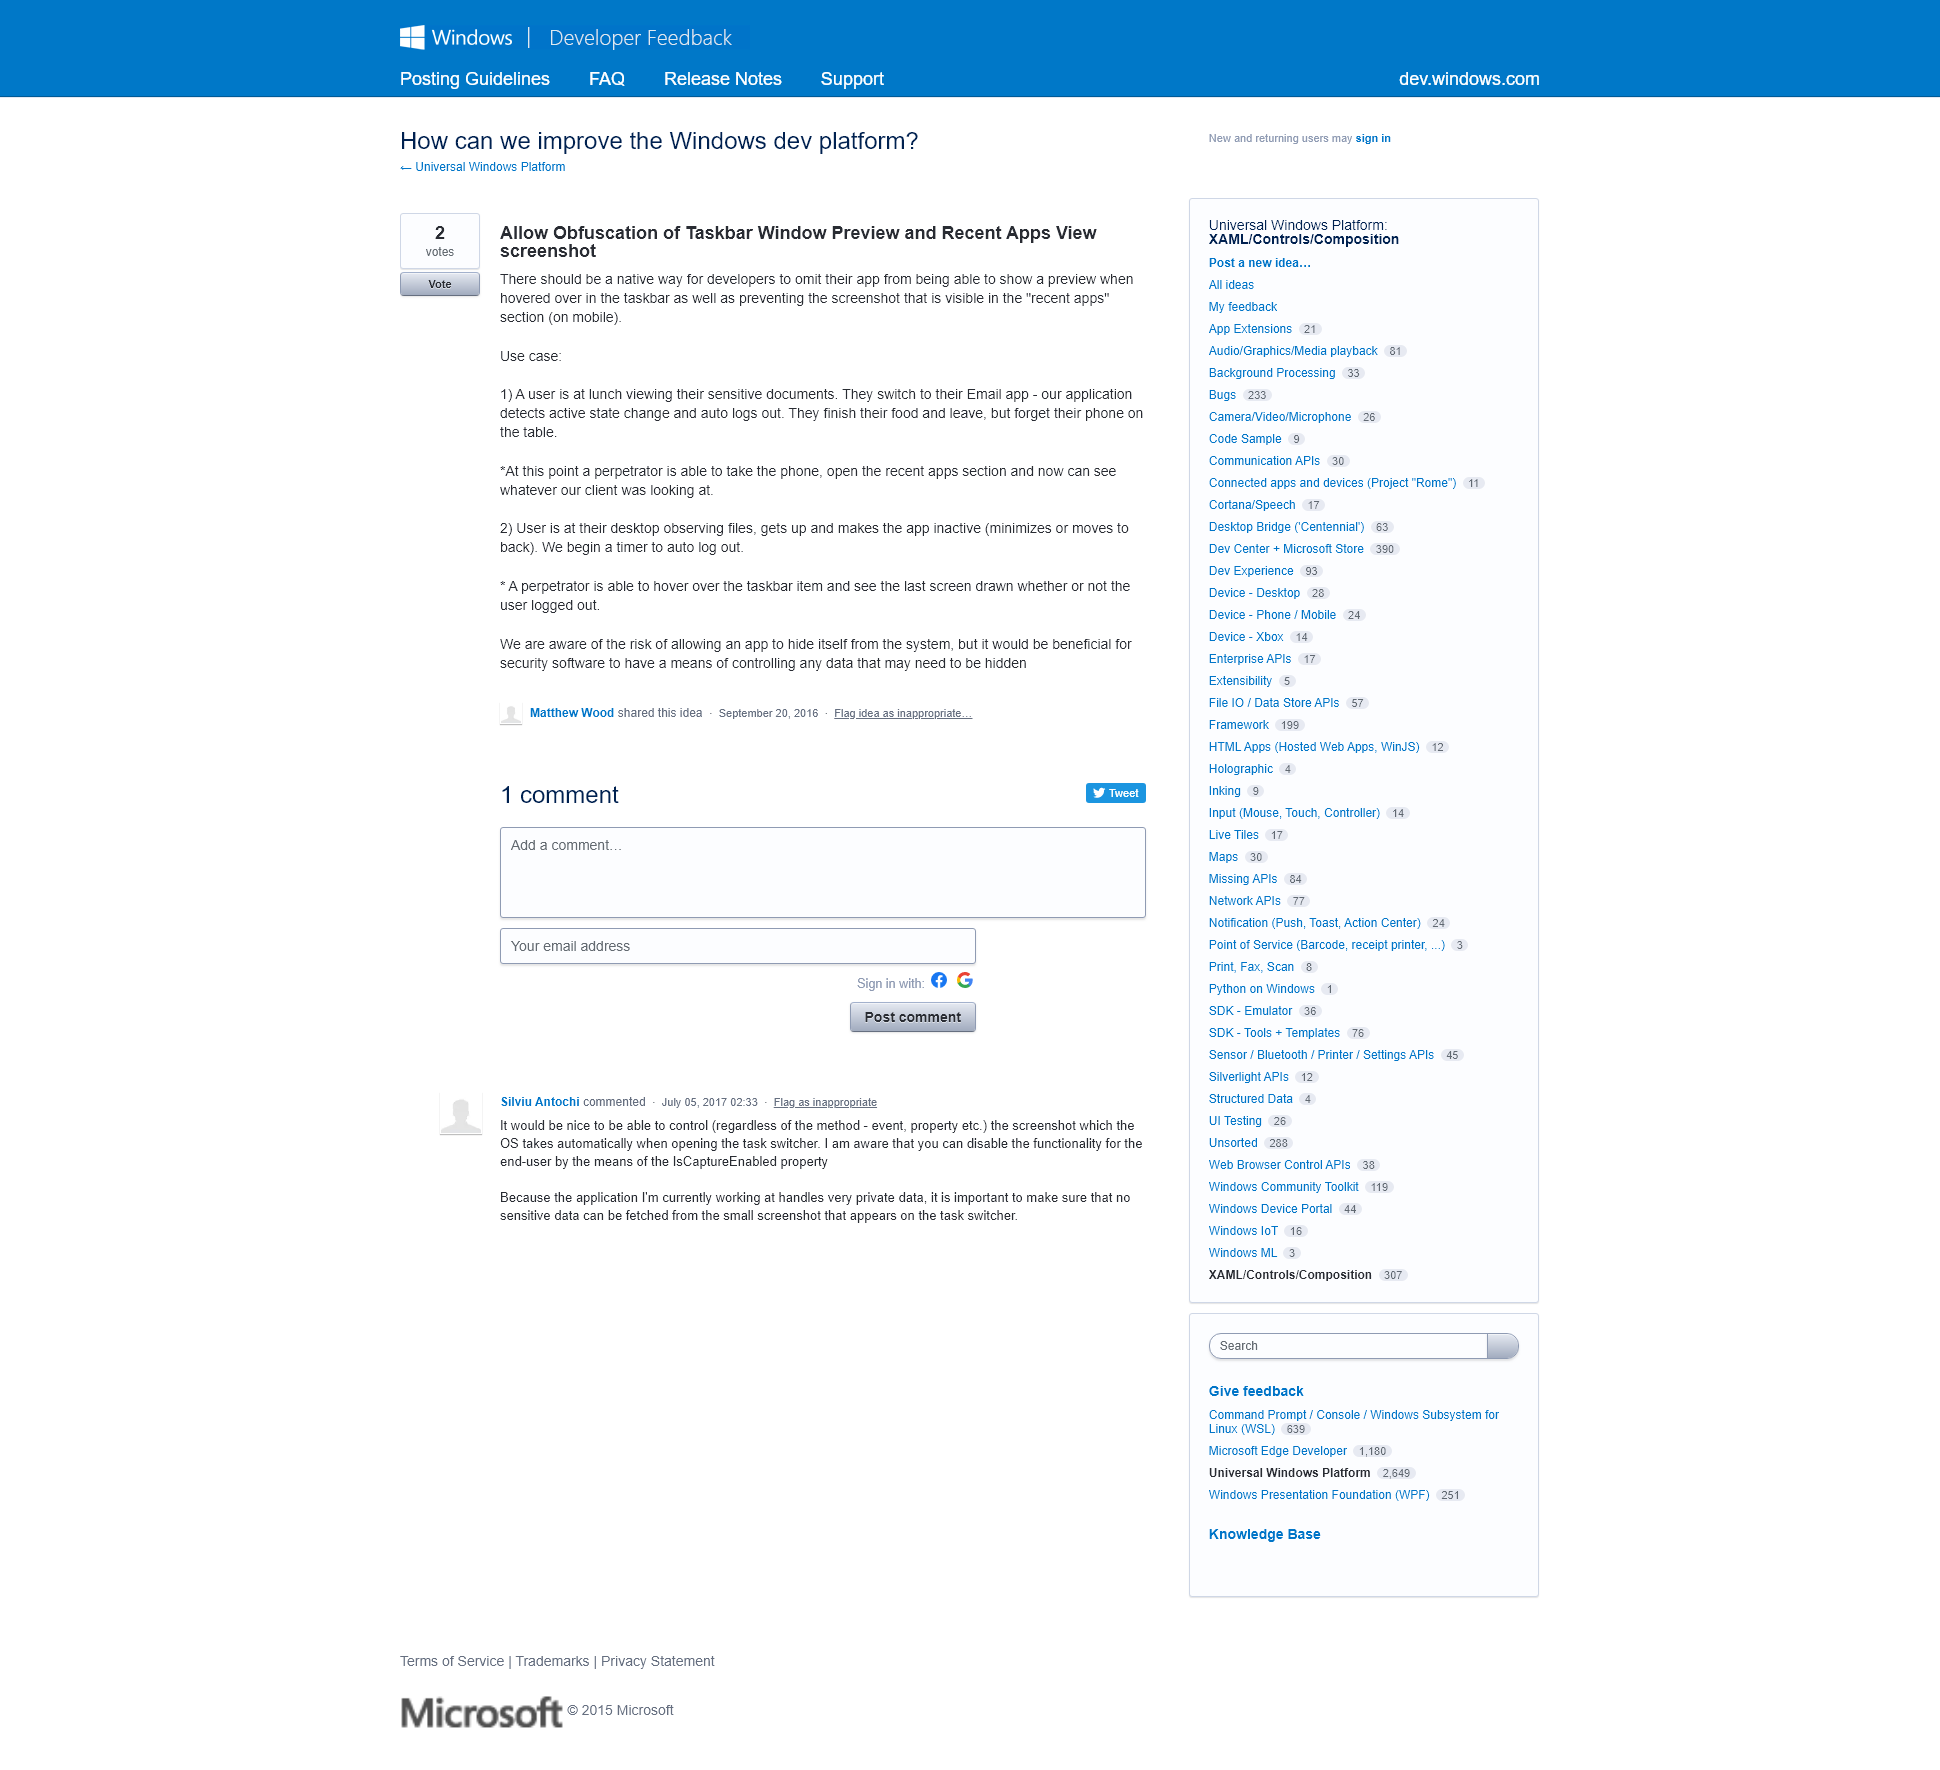 Windows | Developer Feedback
Posting Guidelines FAQ Release Notes Support dev.windows.com
How can we improve the Windows dev platform?
← Universal Windows Platform
New and returning users may sign in
2
votes
Vote
Allow Obfuscation of Taskbar Window Preview and Recent Apps View
screenshot
There should be a native way for developers to omit their app from being able to show a preview when
hovered over in the taskbar as well as preventing the screenshot that is visible in the "recent apps"
section (on mobile).
Use case:
1) A user is at lunch viewing their sensitive documents. They switch to their Email app - our application
detects active state change and auto logs out. They finish their food and leave, but forget their phone on
the table.
*At this point a perpetrator is able to take the phone, open the recent apps section and now can see
whatever our client was looking at.
2) User is at their desktop observing files, gets up and makes the app inactive (minimizes or moves to
back). We begin a timer to auto log out.
* A perpetrator is able to hover over the taskbar item and see the last screen drawn whether or not the
user logged out.
We are aware of the risk of allowing an app to hide itself from the system, but it would be beneficial for
security software to have a means of controlling any data that may need to be hidden
Matthew Wood shared this idea · September 20, 2016 · Flag idea as inappropriate…
1 comment
Tweet
Add a comment…
Your email address
Sign in with:
Post comment
Silviu Antochi commented · July 05, 2017 02:33 · Flag as inappropriate
It would be nice to be able to control (regardless of the method - event, property etc.) the screenshot which the
OS takes automatically when opening the task switcher. I am aware that you can disable the functionality for the
end-user by the means of the IsCaptureEnabled property
Because the application I'm currently working at handles very private data, it is important to make sure that no
sensitive data can be fetched from the small screenshot that appears on the task switcher.
Universal Windows Platform:
XAML/Controls/Composition
Post a new idea…
All ideas
My feedback
App Extensions 21
Audio/Graphics/Media playback 81
Background Processing 33
Bugs 233
Camera/Video/Microphone 26
Code Sample 9
Communication APIs 30
Connected apps and devices (Project "Rome") 11
Cortana/Speech 17
Desktop Bridge ('Centennial') 63
Dev Center + Microsoft Store 390
Dev Experience 93
Device - Desktop 28
Device - Phone / Mobile 24
Device - Xbox 14
Enterprise APIs 17
Extensibility 5
File IO / Data Store APIs 57
Framework 199
HTML Apps (Hosted Web Apps, WinJS) 12
Holographic 4
Inking 9
Input (Mouse, Touch, Controller) 14
Live Tiles 17
Maps 30
Missing APIs 84
Network APIs 77
Notification (Push, Toast, Action Center) 24
Point of Service (Barcode, receipt printer, ...) 3
Print, Fax, Scan 8
Python on Windows 1
SDK - Emulator 36
SDK - Tools + Templates 76
Sensor / Bluetooth / Printer / Settings APIs 45
Silverlight APIs 12
Structured Data 4
UI Testing 26
Unsorted 288
Web Browser Control APIs 38
Windows Community Toolkit 119
Windows Device Portal 44
Windows IoT 16
Windows ML 3
XAML/Controls/Composition 307
Search
Give feedback
Command Prompt / Console / Windows Subsystem for
Linux (WSL) 639
Microsoft Edge Developer 1,180
Universal Windows Platform 2,649
Windows Presentation Foundation (WPF) 251
Knowledge Base
Terms of Service | Trademarks | Privacy Statement
Microsoft © 2015 Microsoft